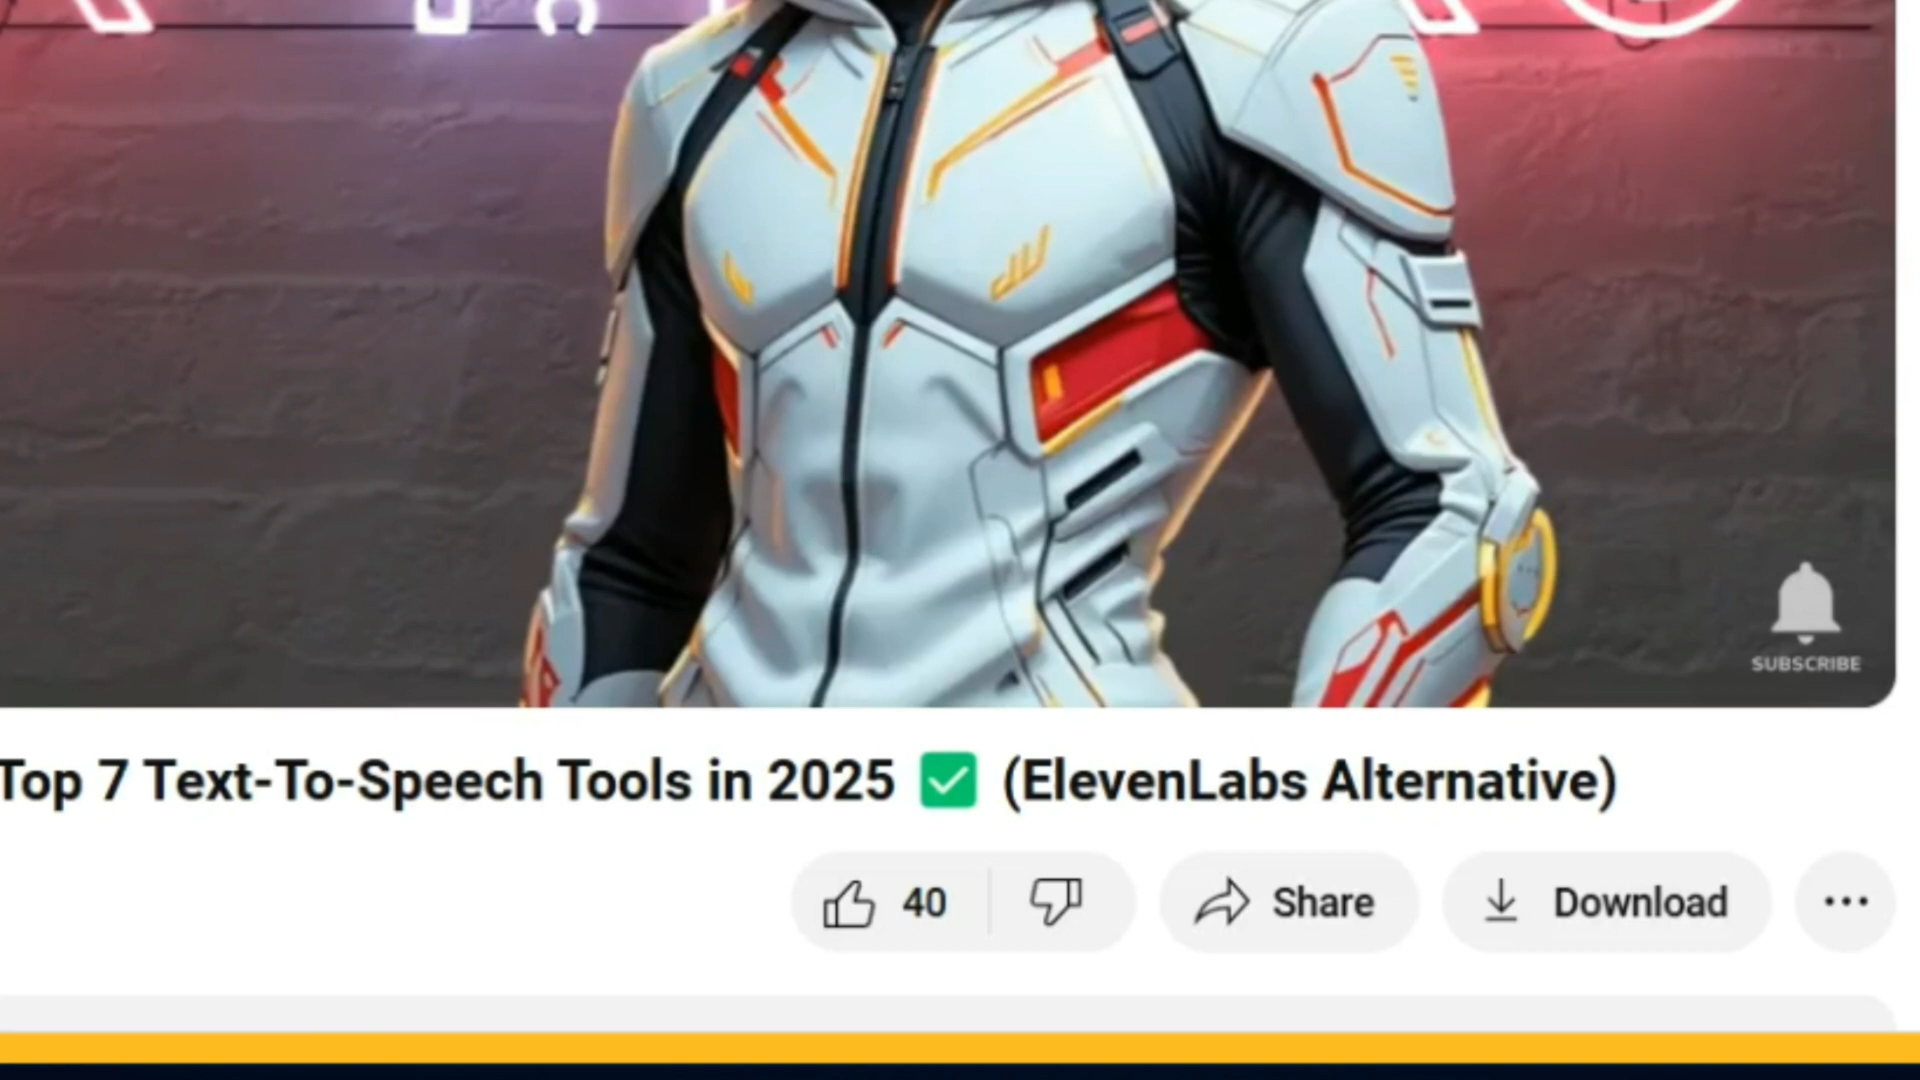 SUBSCRIBE
Top 7 Text-To-Speech Tools in 2025 ✅ (ElevenLabs Alternative)
40 Share Download